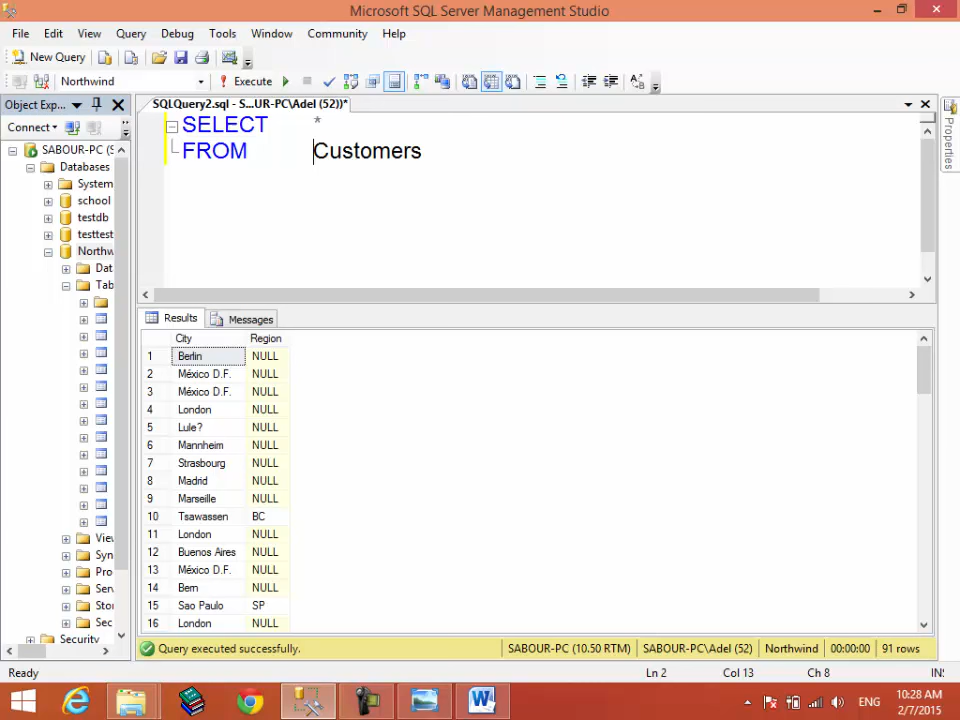 Microsoft SQL Server Management Studio
File Edit View Query Debug Tools Window Community Help
New Query
Northwind Execute
Object Exp...
SQLQuery2.sql - S...UR-PC\Adel (52))*
Properties
Connect
SABOUR-PC (S
Databases
System
school
testdb
testtest
Northw
Dat
Tab
Viev
Syn
Pro
Serv
Stor
Sec
Security
SELECT *
FROM Customers
Results Messages
City Region
1 Berlin NULL
2 México D.F. NULL
3 México D.F. NULL
4 London NULL
5 Lule? NULL
6 Mannheim NULL
7 Strasbourg NULL
8 Madrid NULL
9 Marseille NULL
10 Tsawassen BC
11 London NULL
12 Buenos Aires NULL
13 México D.F. NULL
14 Bern NULL
15 Sao Paulo SP
16 London NULL
Query executed successfully. SABOUR-PC (10.50 RTM) SABOUR-PC\Adel (52) Northwind 00:00:00 91 rows
Ready Ln 2 Col 13 Ch 8 INS
ENG
10:28 AM
2/7/2015